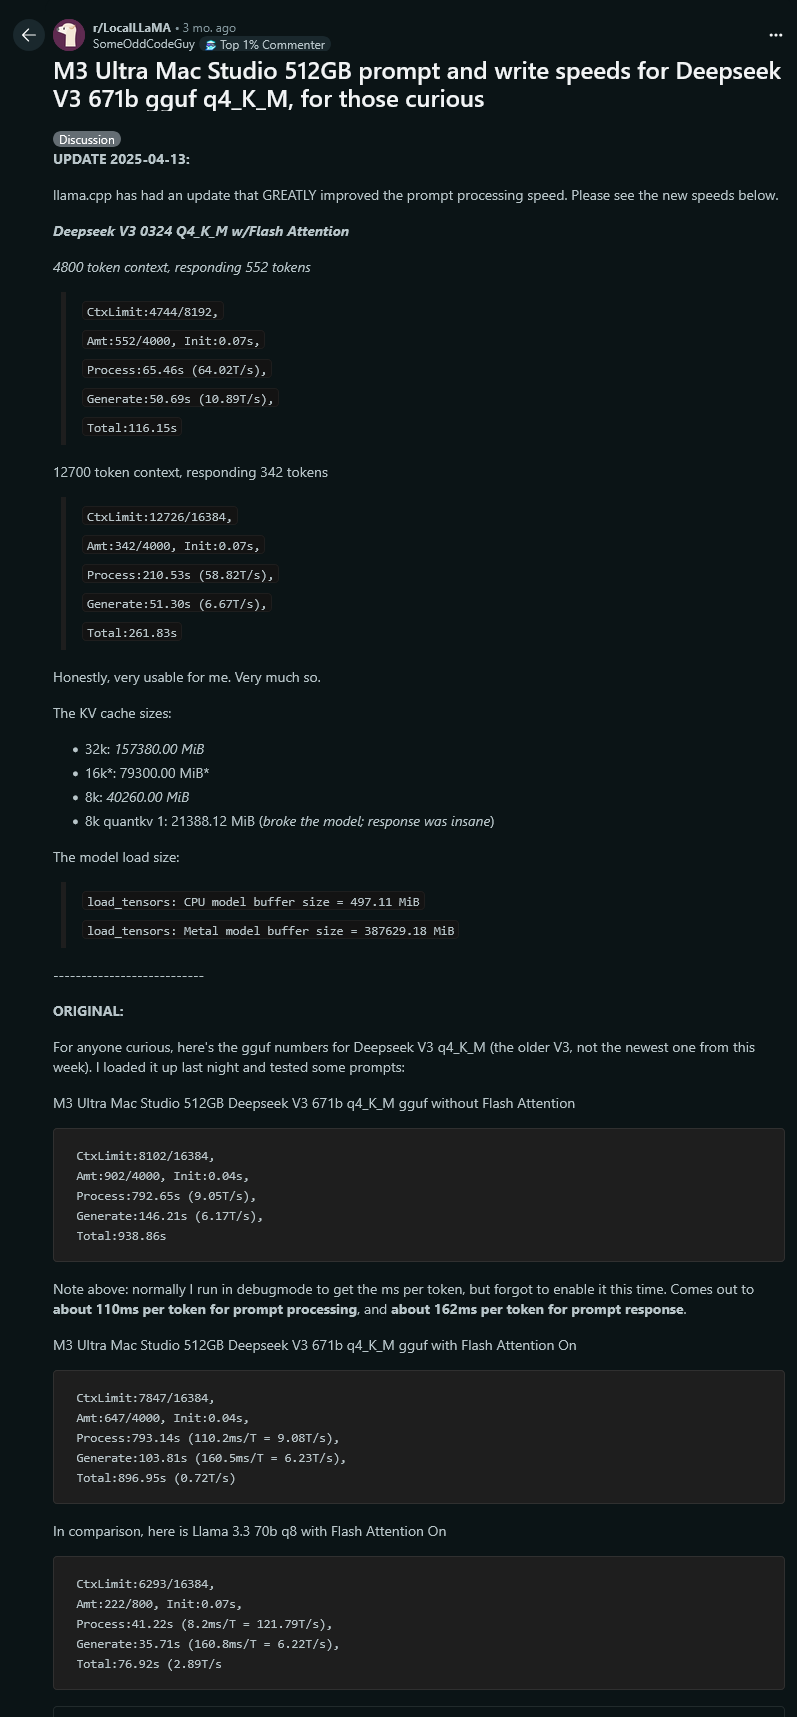 r/LocalLLaMA • 3 mo. ago
SomeOddCodeGuy Top 1% Commenter
M3 Ultra Mac Studio 512GB prompt and write speeds for Deepseek
V3 671b gguf q4_K_M, for those curious
Discussion
UPDATE 2025-04-13:
llama.cpp has had an update that GREATLY improved the prompt processing speed. Please see the new speeds below.
Deepseek V3 0324 Q4_K_M w/Flash Attention
4800 token context, responding 552 tokens
CtxLimit:4744/8192,
Amt:552/4000, Init:0.07s,
Process:65.46s (64.02T/s),
Generate:50.69s (10.89T/s),
Total:116.15s
12700 token context, responding 342 tokens
CtxLimit:12726/16384,
Amt:342/4000, Init:0.07s,
Process:210.53s (58.82T/s),
Generate:51.30s (6.67T/s),
Total:261.83s
Honestly, very usable for me. Very much so.
The KV cache sizes:
• 32k: 157380.00 MiB
• 16k*: 79300.00 MiB*
• 8k: 40260.00 MiB
• 8k quantkv 1: 21388.12 MiB (broke the model; response was insane)
The model load size:
load_tensors: CPU model buffer size = 497.11 MiB
load_tensors: Metal model buffer size = 387629.18 MiB
---------------------------
ORIGINAL:
For anyone curious, here's the gguf numbers for Deepseek V3 q4_K_M (the older V3, not the newest one from this
week). I loaded it up last night and tested some prompts:
M3 Ultra Mac Studio 512GB Deepseek V3 671b q4_K_M gguf without Flash Attention
CtxLimit:8102/16384,
Amt:902/4000, Init:0.04s,
Process:792.65s (9.05T/s),
Generate:146.21s (6.17T/s),
Total:938.86s
Note above: normally I run in debugmode to get the ms per token, but forgot to enable it this time. Comes out to
about 110ms per token for prompt processing, and about 162ms per token for prompt response.
M3 Ultra Mac Studio 512GB Deepseek V3 671b q4_K_M gguf with Flash Attention On
CtxLimit:7847/16384,
Amt:647/4000, Init:0.04s,
Process:793.14s (110.2ms/T = 9.08T/s),
Generate:103.81s (160.5ms/T = 6.23T/s),
Total:896.95s (0.72T/s)
In comparison, here is Llama 3.3 70b q8 with Flash Attention On
CtxLimit:6293/16384,
Amt:222/800, Init:0.07s,
Process:41.22s (8.2ms/T = 121.79T/s),
Generate:35.71s (160.8ms/T = 6.22T/s),
Total:76.92s (2.89T/s